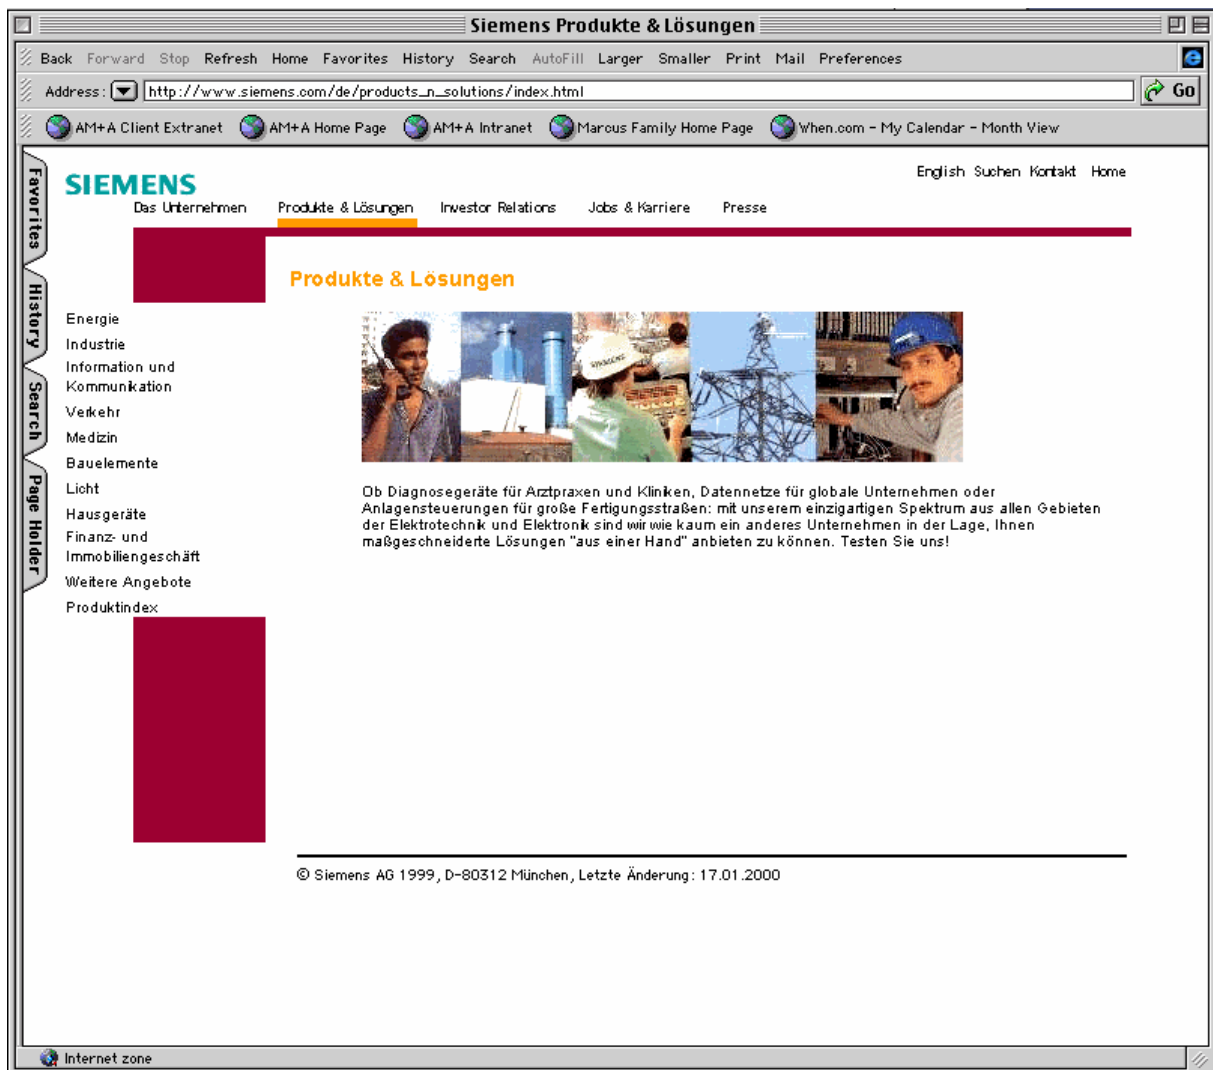 Siemens Produkte & Lösungen
Back Forward Stop Refresh Home Favorites History Search AutoFill Larger Smaller Print Mail Preferences
Address: http://www.siemens.com/de/products_n_solutions/index.html Go
AM+A Client Extranet AM+A Home Page AM+A Intranet Marcus Family Home Page When.com - My Calendar - Month View
Favorites
History
Search
Page Holder
English Suchen Kontakt Home
SIEMENS
Das Unternehmen Produkte & Lösungen Investor Relations Jobs & Karriere Presse
Produkte & Lösungen
Energie
Industrie
Information und
Kommunikation
Verkehr
Medizin
Bauelemente
Licht
Hausgeräte
Finanz- und
Immobiliengeschäft
Weitere Angebote
Produktindex
SIEMENS
Ob Diagnosegeräte für Arztpraxen und Kliniken, Datennetze für globale Unternehmen oder
Anlagensteuerungen für große Fertigungsstraßen: mit unserem einzigartigen Spektrum aus allen Gebieten
der Elektrotechnik und Elektronik sind wir wie kaum ein anderes Unternehmen in der Lage, Ihnen
maßgeschneiderte Lösungen "aus einer Hand" anbieten zu können. Testen Sie uns!
© Siemens AG 1999, D-80312 München, Letzte Änderung: 17.01.2000
Internet zone